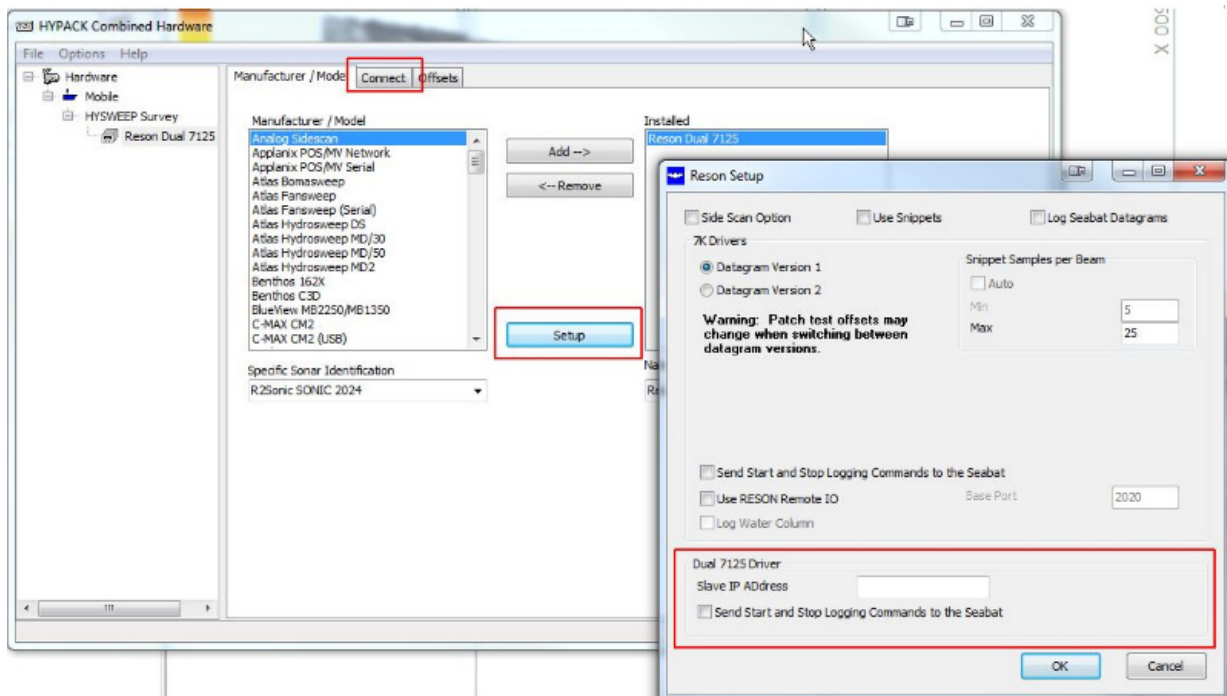 HYPACK Combined Hardware
File Options Help
Hardware
Mobile
HYSWEEP Survey
Reson Dual 7125
Manufacturer / Model
Connect
Offsets
Manufacturer / Model
Analog Sidescan
Applanix POS/MV Network
Applanix POS/MV Serial
Atlas Bomasweep
Atlas Fansweep
Atlas Fansweep (Serial)
Atlas Hydrosweep DS
Atlas Hydrosweep MD/30
Atlas Hydrosweep MD/50
Atlas Hydrosweep MD2
Benthos 162X
Benthos C3D
BlueView MB2250/MB1350
C-MAX CM2
C-MAX CM2 (USB)
Specific Sonar Identification
R2Sonic SONIC 2024
Add -->
<-- Remove
Setup
Installed
Reson Dual 7125
Na
Re
Reson Setup
Side Scan Option
Use Snippets
Log Seabat Datagrams
7K Drivers
Datagram Version 1
Datagram Version 2
Warning: Patch test offsets may
change when switching between
datagram versions.
Snippet Samples per Beam
Auto
Min 5
Max 25
Send Start and Stop Logging Commands to the Seabat
Use RESON Remote IO
Base Port 2020
Log Water Column
Dual 7125 Driver
Slave IP ADdress
Send Start and Stop Logging Commands to the Seabat
OK
Cancel